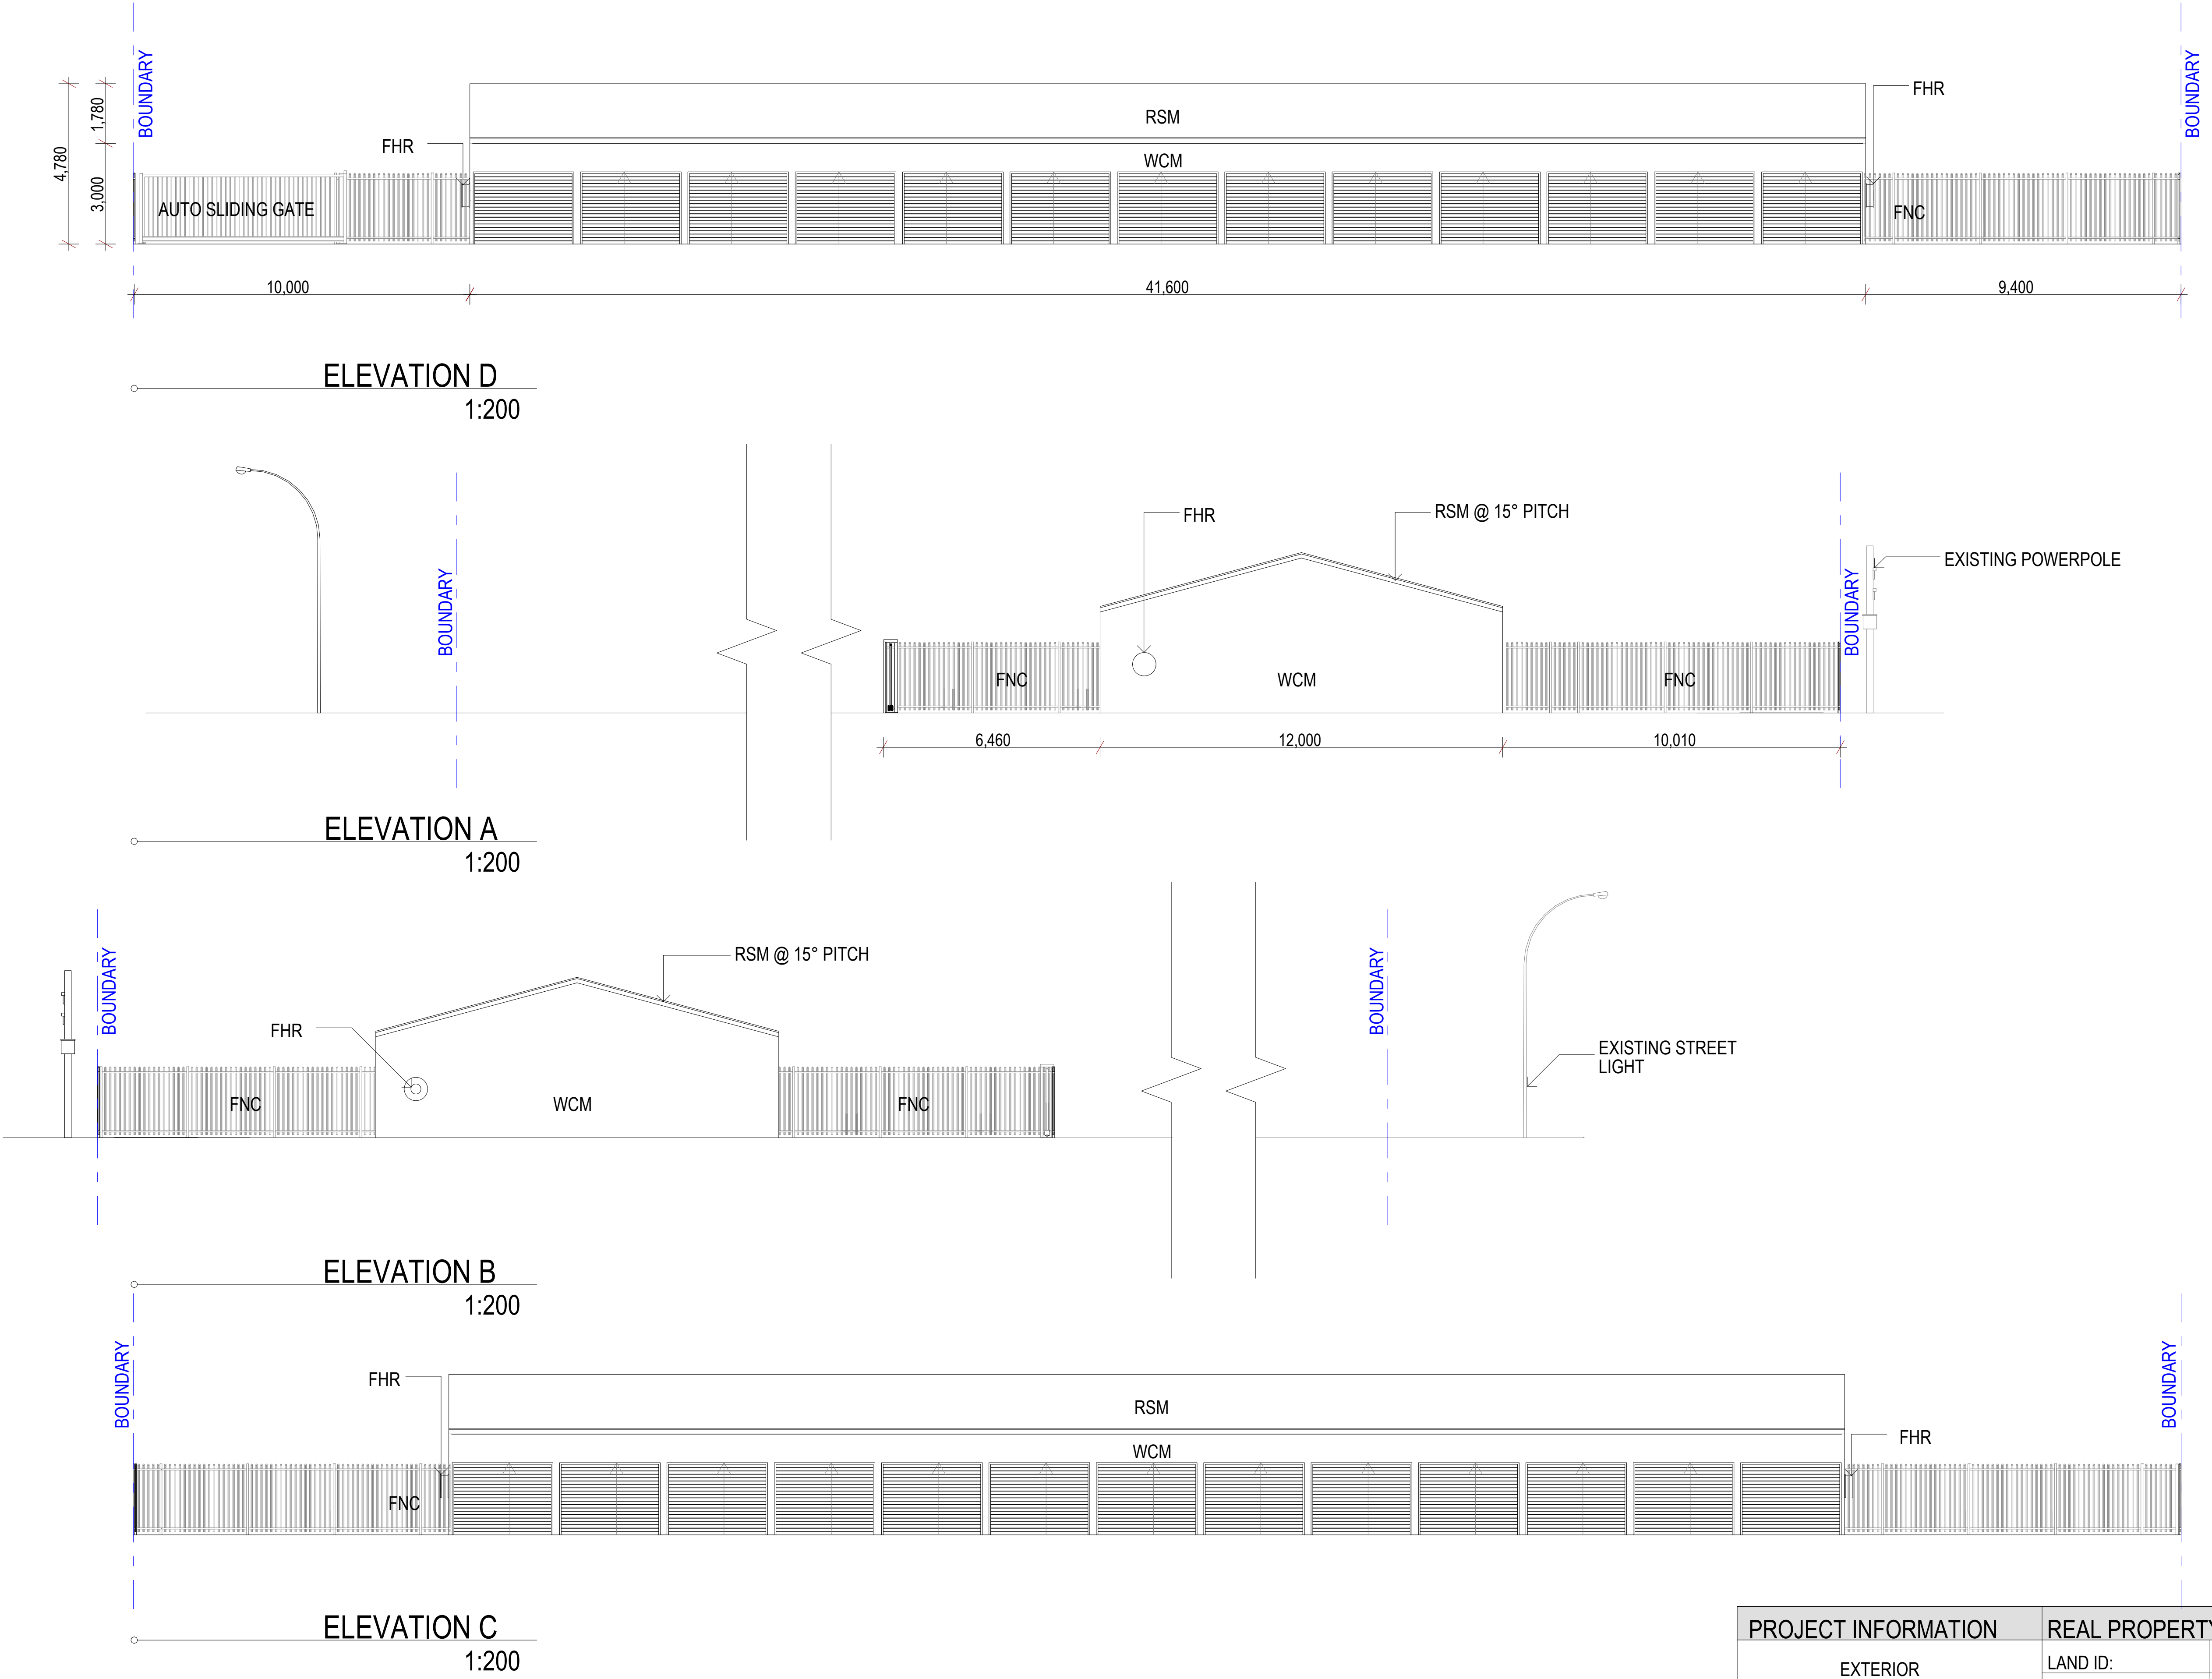 BOUNDARY
BOUNDARY
FHR
1,780
RSM
FHR
4,780
WCM
3,000
AUTO SLIDING GATE
FNC
10,000
41,600
9,400
ELEVATION D
1:200
FHR
RSM @ 15° PITCH
EXISTING POWERPOLE
BOUNDARY
BOUNDARY
FNC
WCM
FNC
6,460
12,000
10,010
ELEVATION A
1:200
RSM @ 15° PITCH
BOUNDARY
BOUNDARY
FHR
EXISTING STREET
LIGHT
FNC
WCM
FNC
ELEVATION B
1:200
BOUNDARY
BOUNDARY
FHR
RSM
FHR
WCM
FNC
ELEVATION C
1:200
PROJECT INFORMATION
REAL PROPERTY
LAND ID:
EXTERIOR